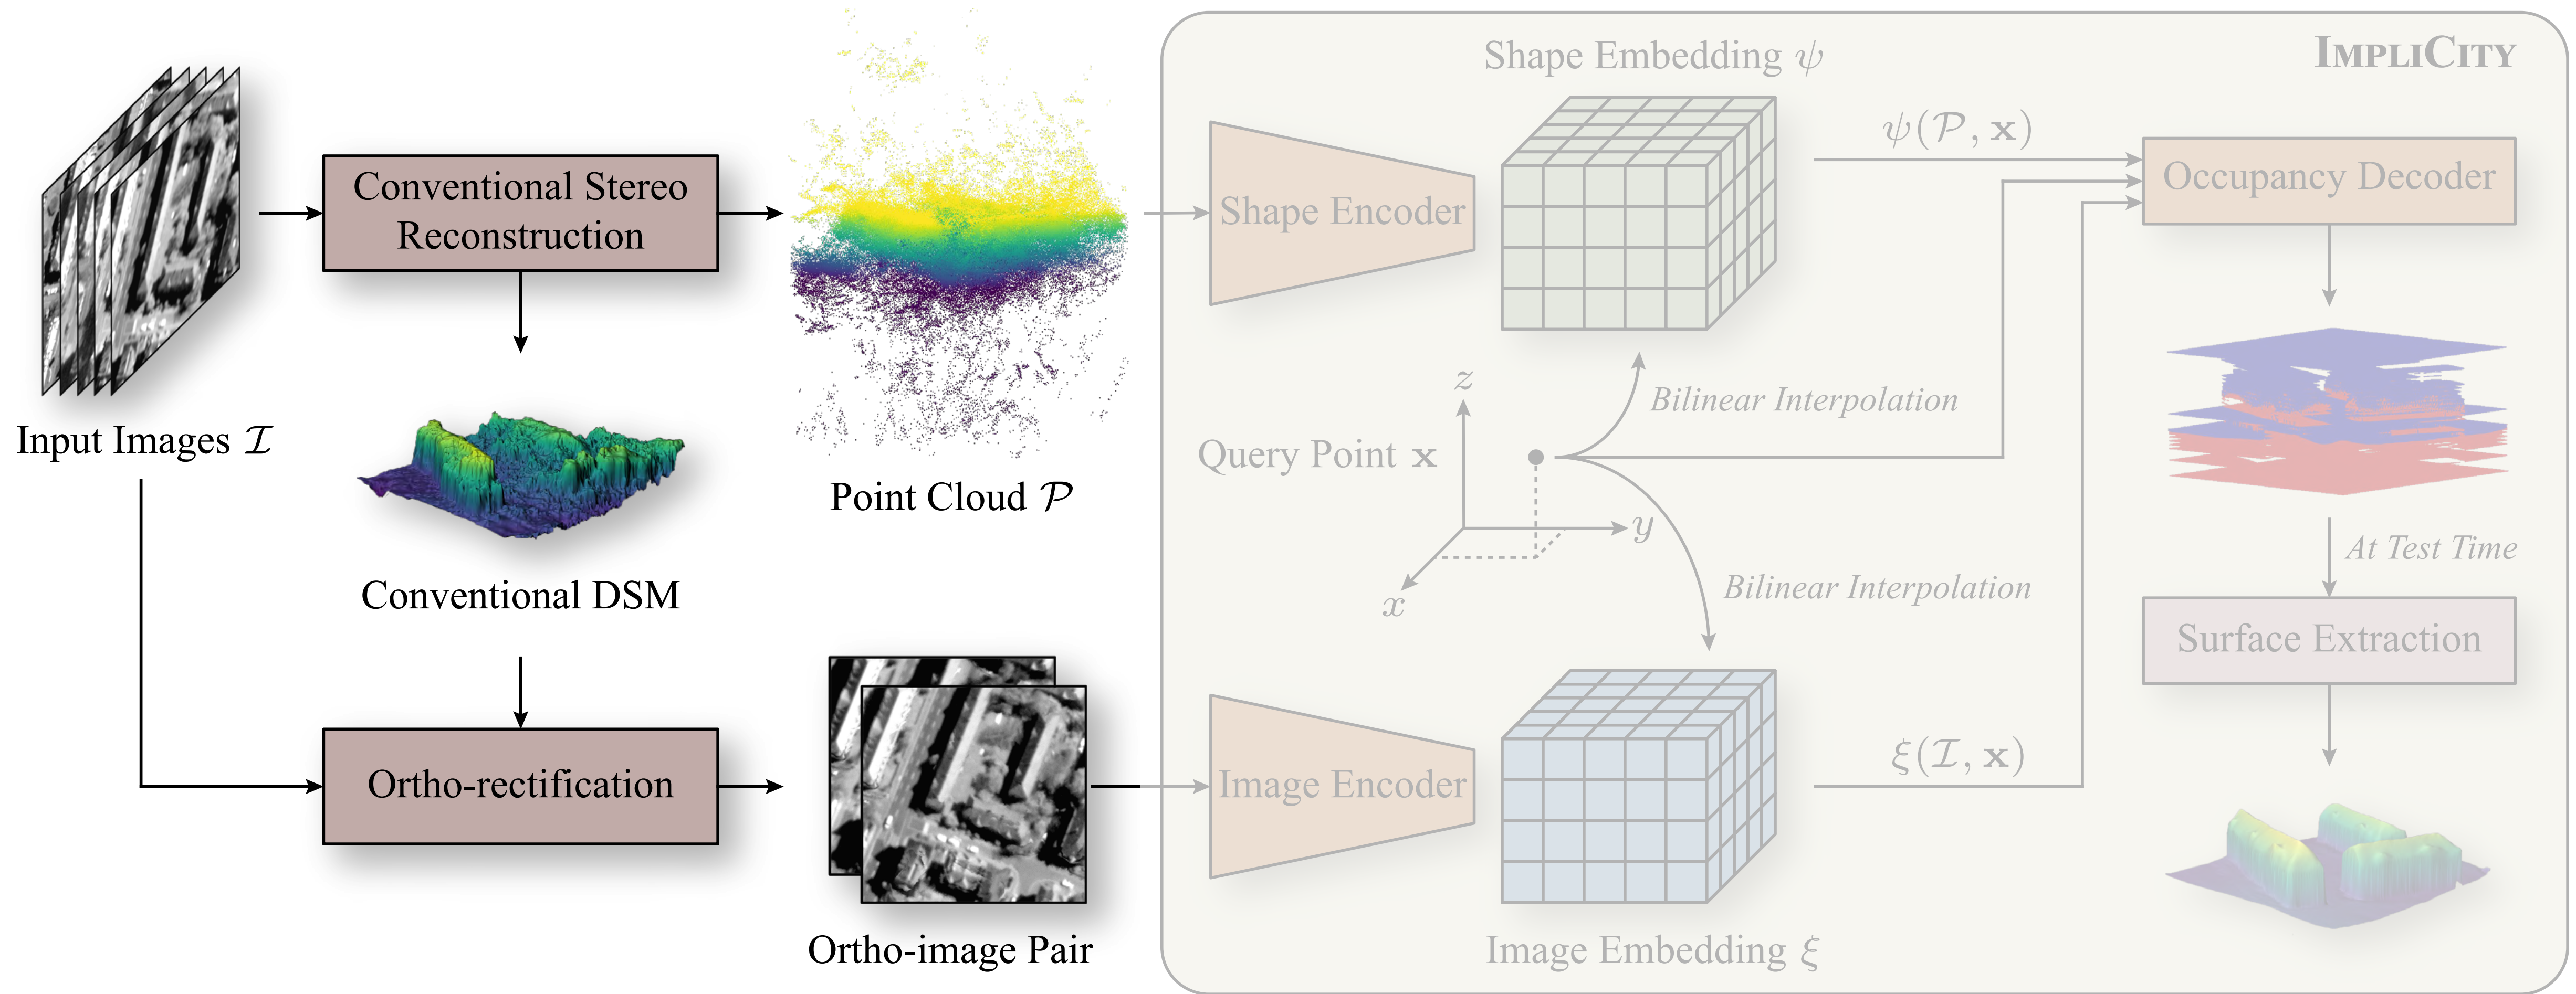 Input Images ℐ
Conventional Stereo
Reconstruction
Conventional DSM
Ortho-rectification
Point Cloud 𝒫
Ortho-image Pair
IMPLICITY
Shape Embedding ψ
Shape Encoder
ψ(𝒫, x)
Occupancy Decoder
Bilinear Interpolation
Query Point x
z
y
x
Bilinear Interpolation
At Test Time
Surface Extraction
Image Encoder
ξ(ℐ, x)
Image Embedding ξ